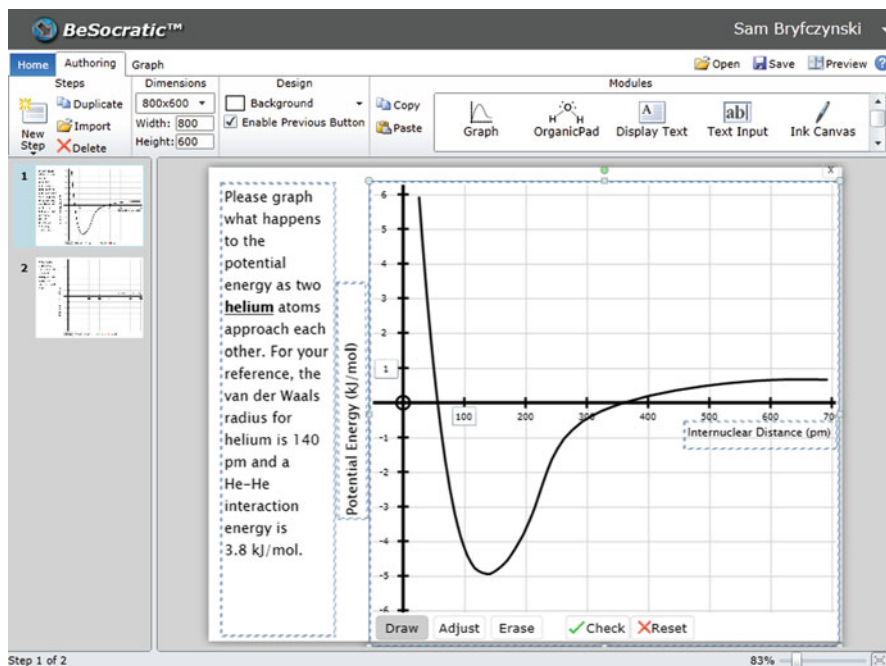 BeSocratic™
Sam Bryfczynski
Home Authoring Graph
Open Save Preview ?
Steps
Dimensions
Design
Modules
New
Step
Duplicate
Import
Delete
800x600
Width: 800
Height: 600
Background
Enable Previous Button
Copy
Paste
Graph
OrganicPad
A
Display Text
ab|
Text Input
Ink Canvas
1
2
Please graph
what happens
to the
potential
energy as two
helium atoms
approach each
other. For your
reference, the
van der Waals
radius for
helium is 140
pm and a
He-He
interaction
energy is
3.8 kJ/mol.
Potential Energy (kJ/mol)
x
6
5
4
3
2
1
-1
-2
-3
-4
-5
-6
100 200 300 400 500 600 70
Internuclear Distance (pm)
Draw Adjust Erase Check Reset
Step 1 of 2
83%